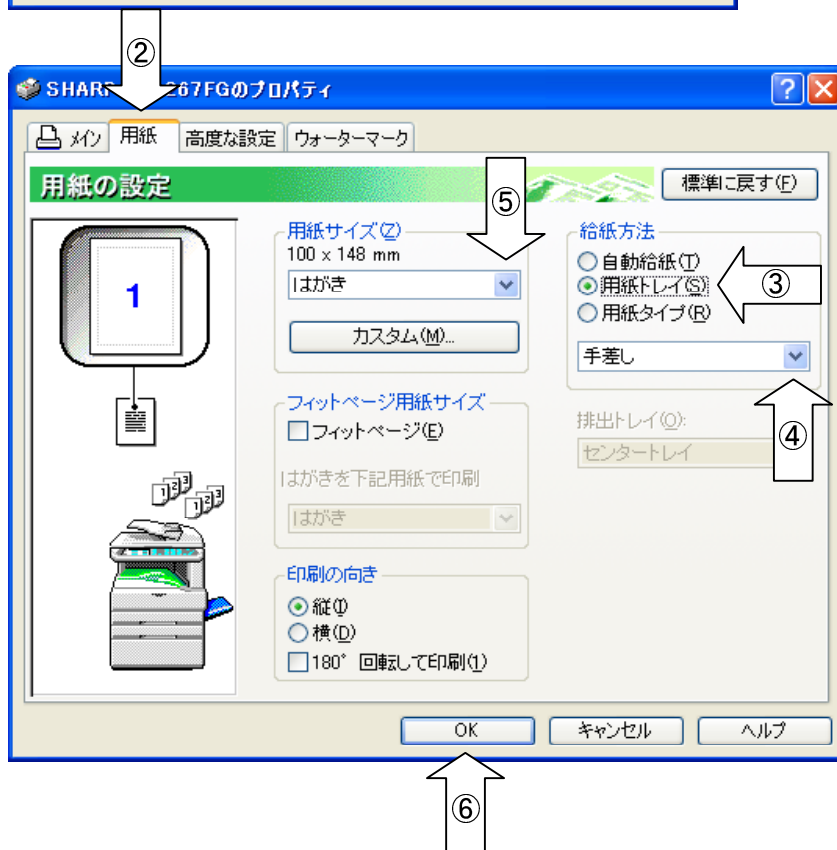 ②
SHAR 267FGのプロパティ
メイン 用紙 高度な設定 ウォーターマーク
用紙の設定
標準に戻す(F)
⑤
用紙サイズ(Z)
100 x 148 mm
はがき
カスタム(M)...
給紙方法
自動給紙(T)
用紙トレイ(S)
③
用紙タイプ(R)
手差し
④
1
フィットページ用紙サイズ
フィットページ(E)
はがきを下記用紙で印刷
はがき
排出トレイ(O):
センタートレイ
1 2 3
1 2 3
印刷の向き
縦(I)
横(D)
180° 回転して印刷(1)
OK キャンセル ヘルプ
⑥